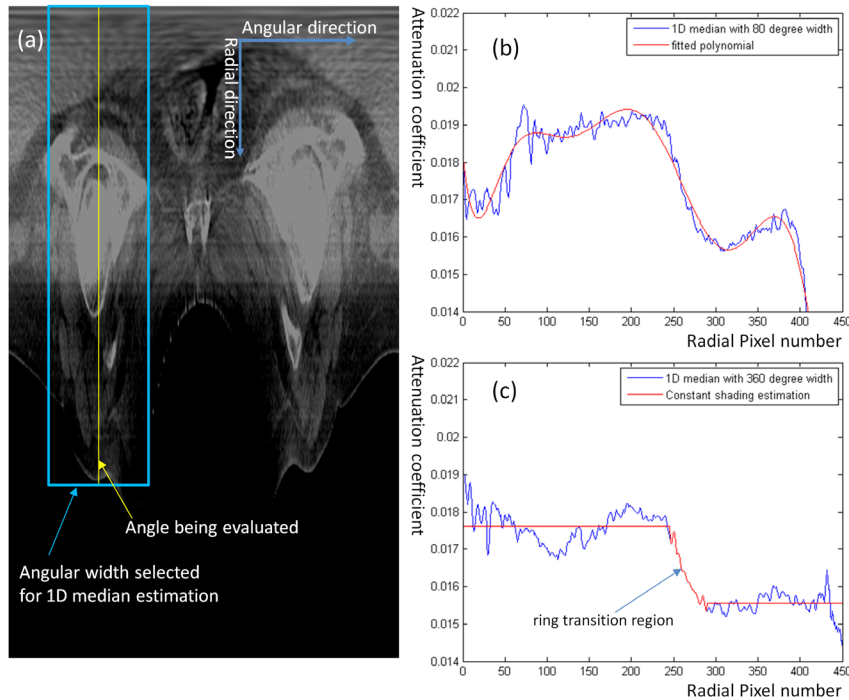 (a)
Angular direction
Radial direction
Angle being evaluated
Angular width selected
for 1D median estimation
(b)
1D median with 80 degree width
fitted polynomial
Attenuation coefficient
0.022
0.021
0.02
0.019
0.018
0.017
0.016
0.015
0.014
0
50
100
150
200
250
300
350
400
450
Radial Pixel number
(c)
1D median with 360 degree width
Constant shading estimation
Attenuation coefficient
0.022
0.021
0.02
0.019
0.018
0.017
0.016
0.015
0.014
ring transition region
0
50
100
150
200
250
300
350
400
450
Radial Pixel number